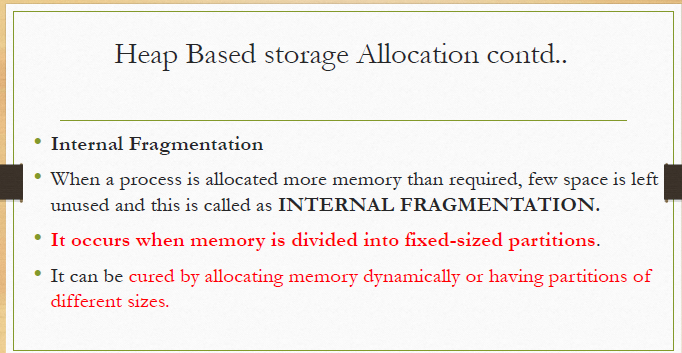 Heap Based storage Allocation contd..
• Internal Fragmentation
• When a process is allocated more memory than required, few space is left
unused and this is called as INTERNAL FRAGMENTATION.
• It occurs when memory is divided into fixed-sized partitions.
• It can be cured by allocating memory dynamically or having partitions of
different sizes.